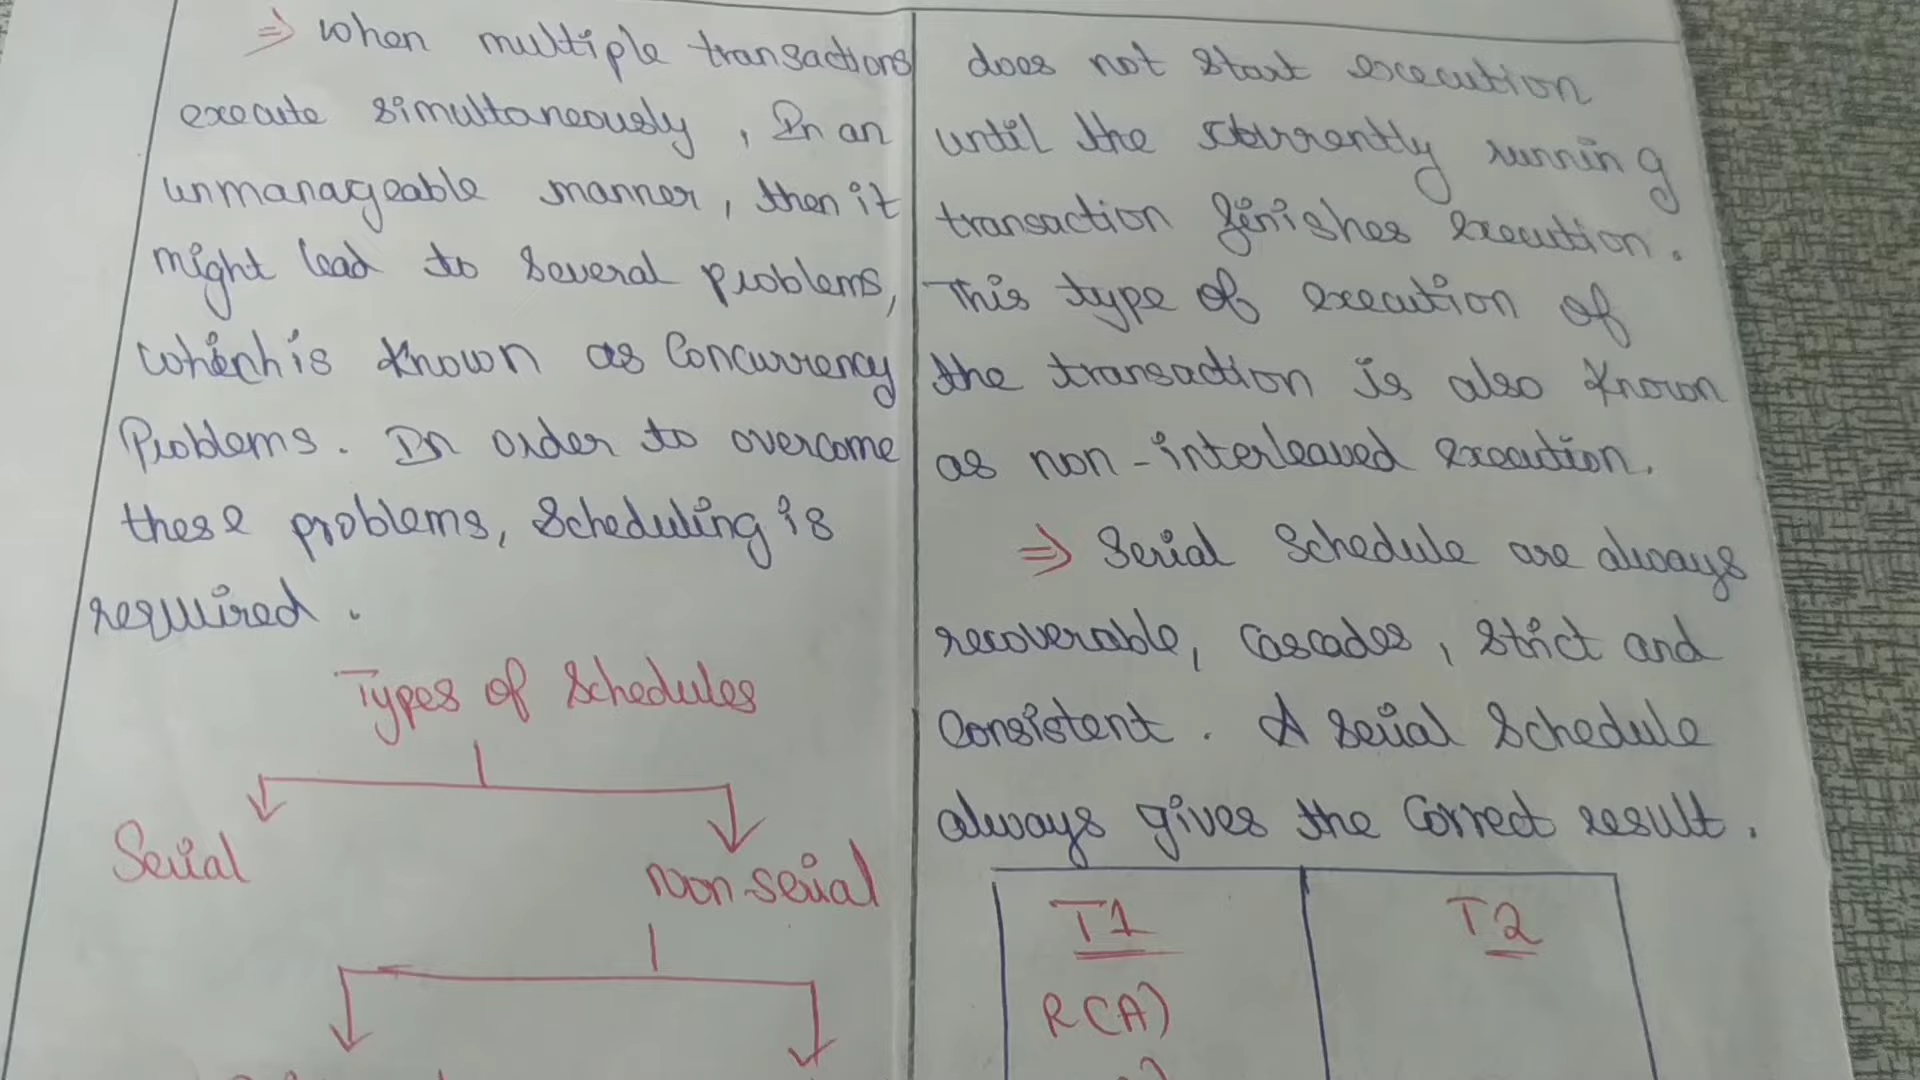 ⇒ When multiple transactions
execute simultaneously, In an
unmanageable manner, then it
might lead to several problems,
which is known as Concurrency
Problems. In order to overcome
these problems, Scheduling is
required.
Types of Schedules
Serial
non-serial
does not start execution
until the currently running
transaction finishes execution.
This type of execution of
the transaction is also known
as non-interleaved execution.
⇒ Serial Schedule are always
recoverable, Cascades, Strict and
Consistent. A Serial Schedule
always gives the Correct result.
T1 T2
R(A)